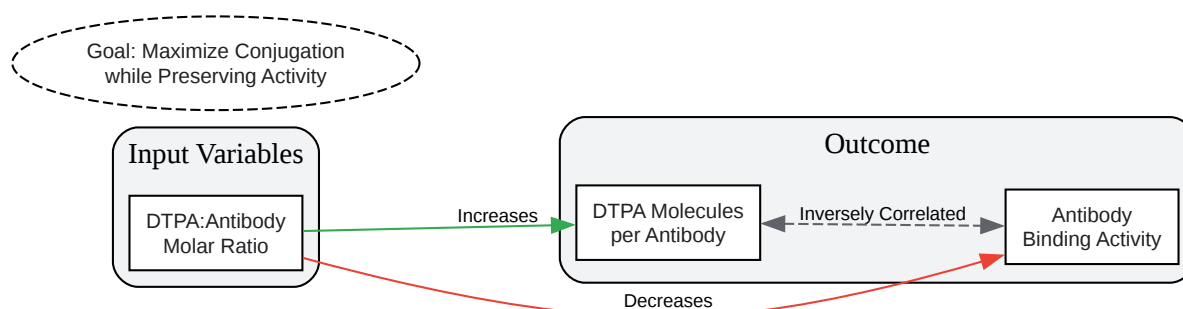 Goal: Maximize Conjugation
while Preserving Activity
Input Variables
Outcome
DTPA:Antibody
Molar Ratio
Increases
DTPA Molecules
per Antibody
Inversely Correlated
Antibody
Binding Activity
Decreases